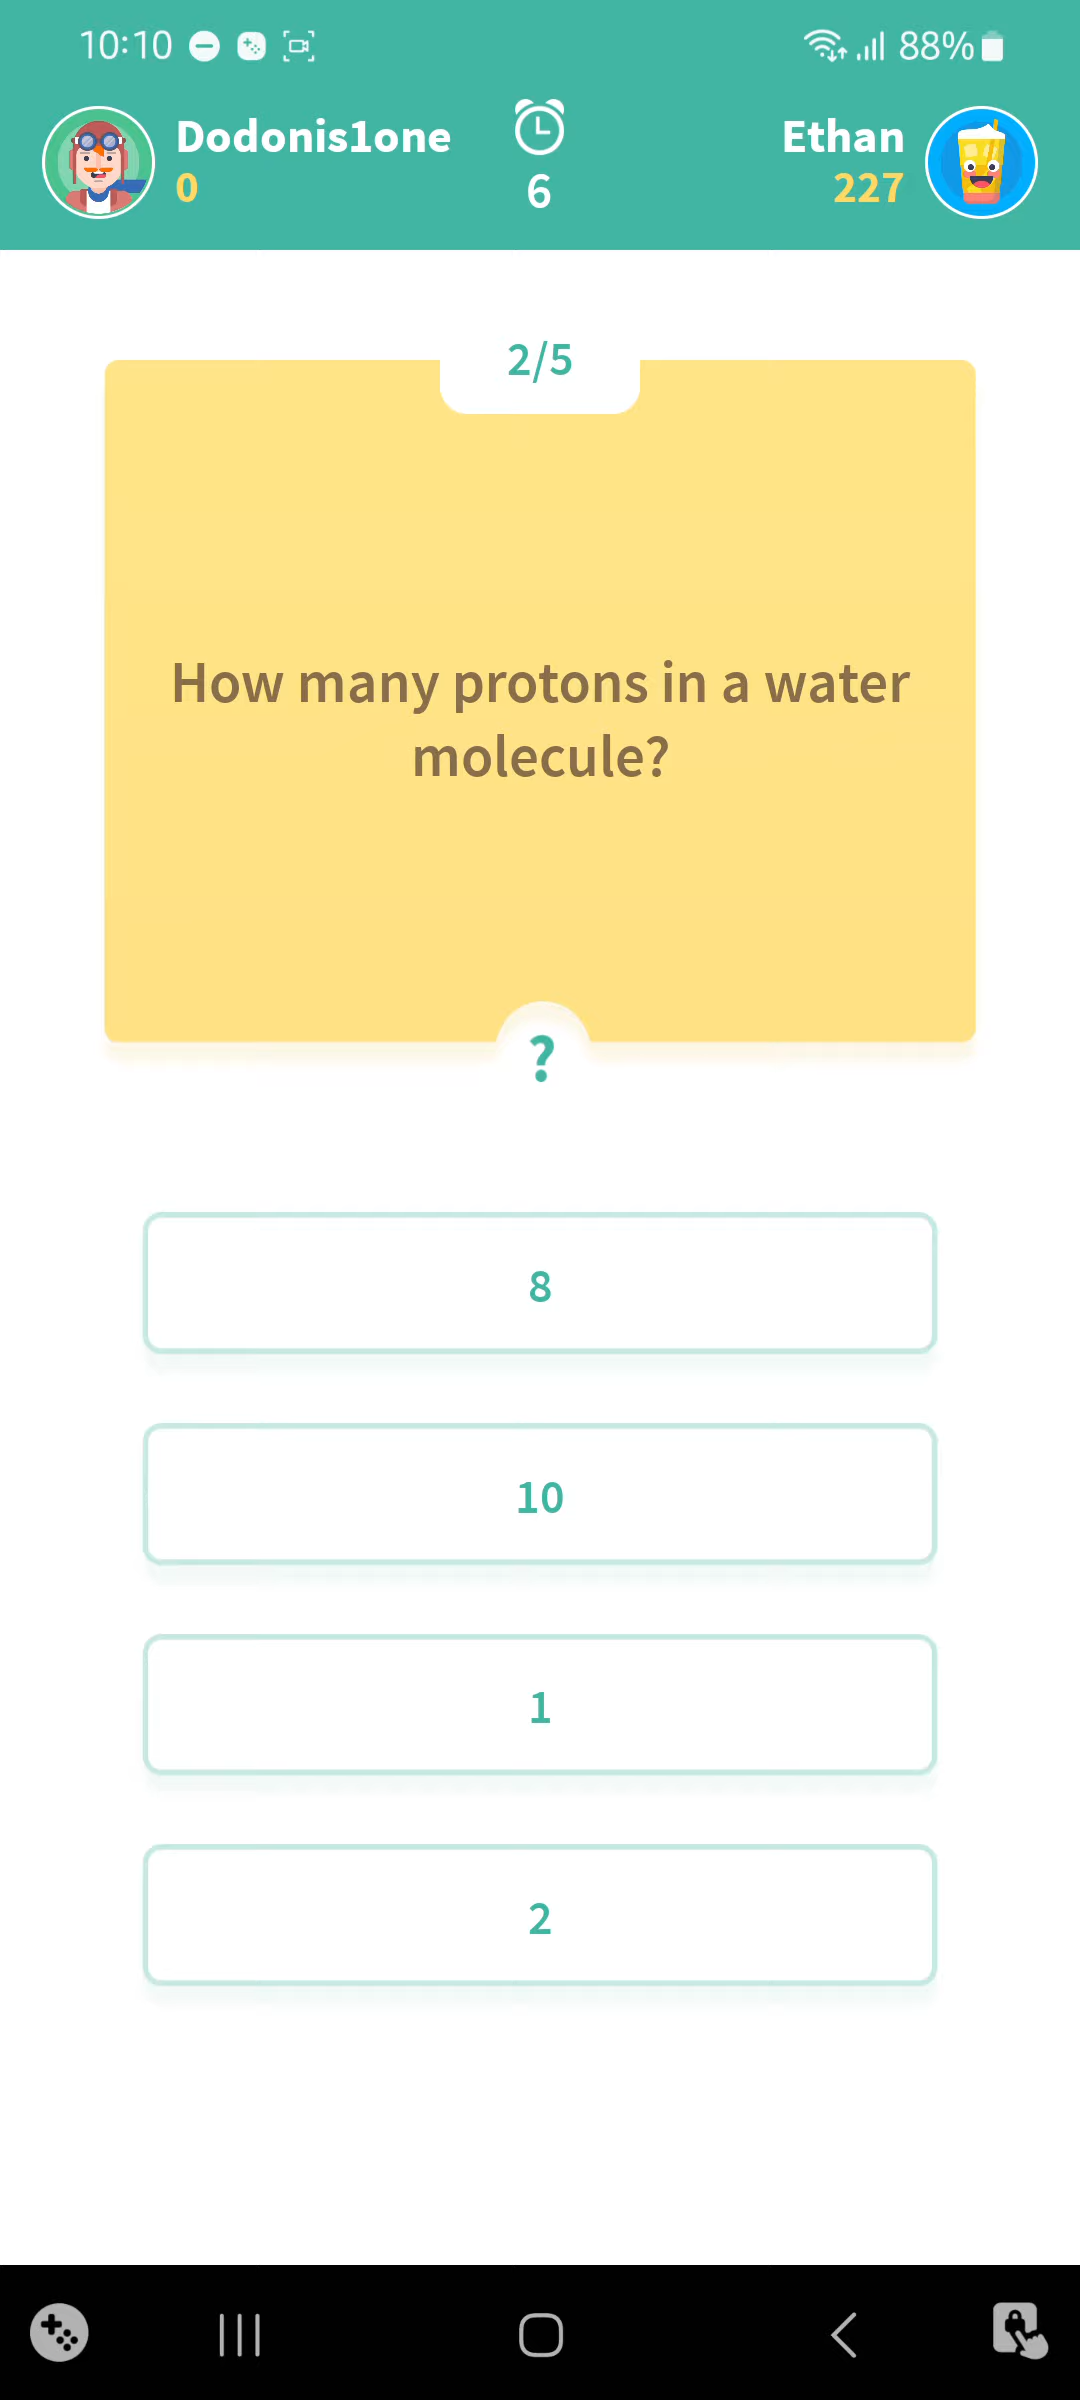 10:10 88%
Dodonis1one
0
6
Ethan
227
2/5
How many protons in a water
molecule?
?
8
10
1
2